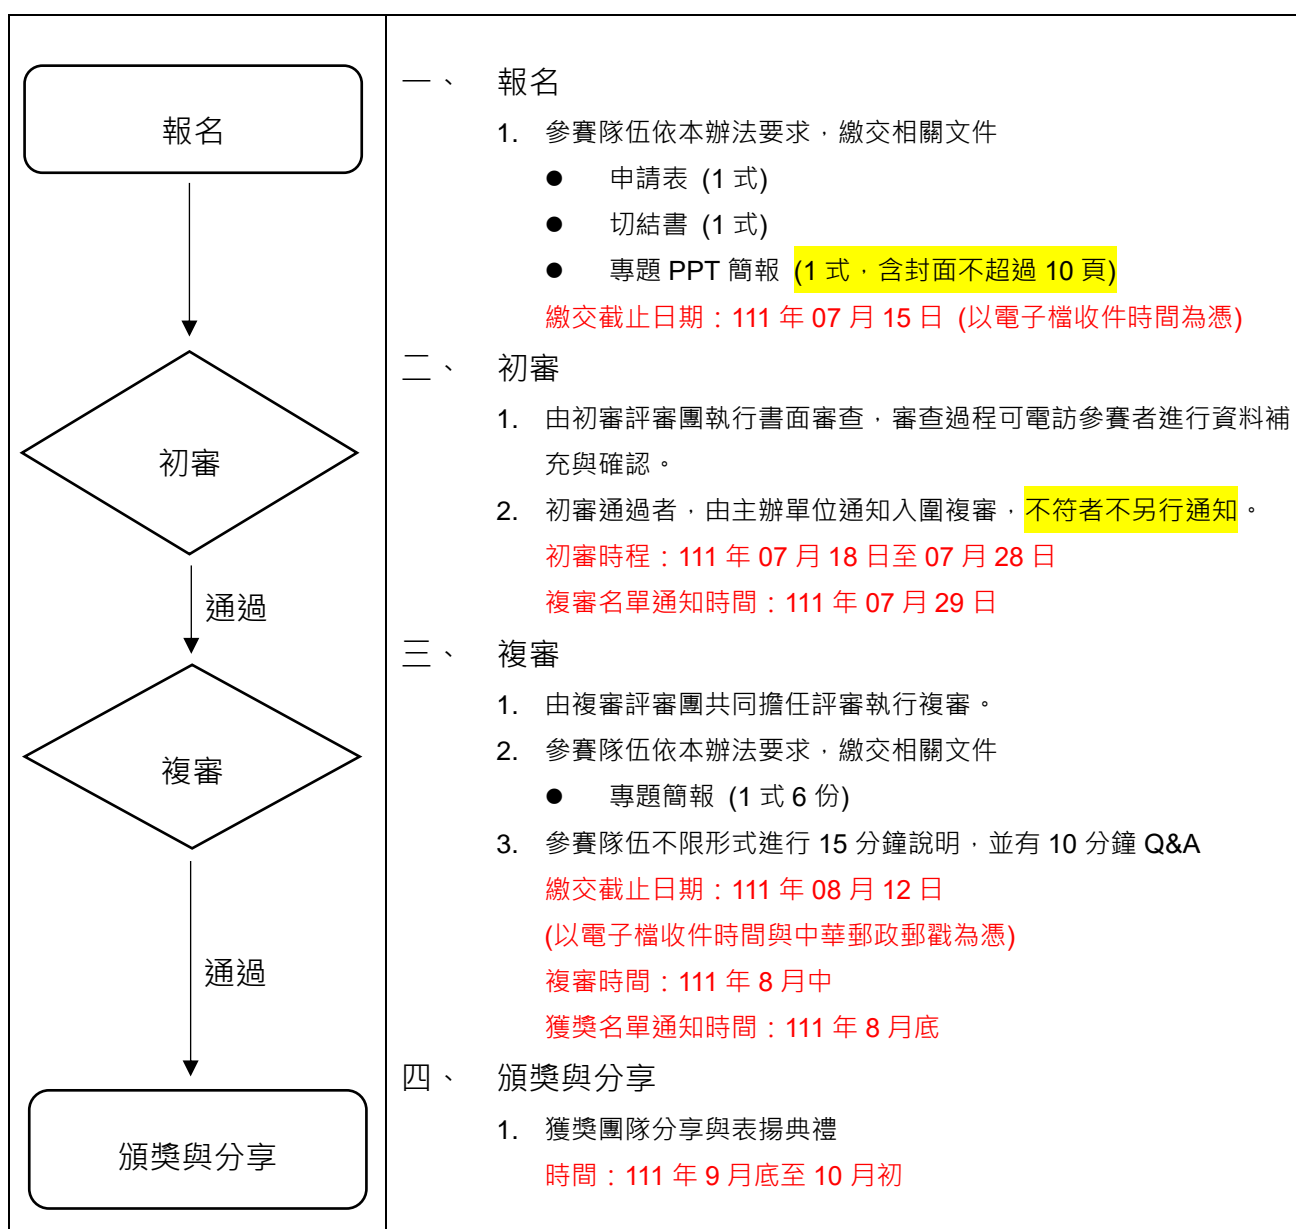 報名
初審
通過
複審
通過
頒獎與分享
一、 報名
1. 參賽隊伍依本辦法要求，繳交相關文件
● 申請表 (1 式)
● 切結書 (1 式)
● 專題 PPT 簡報 (1 式，含封面不超過 10 頁)
繳交截止日期：111 年 07 月 15 日 (以電子檔收件時間為憑)
二、 初審
1. 由初審評審團執行書面審查，審查過程可電訪參賽者進行資料補
充與確認。
2. 初審通過者，由主辦單位通知入圍複審，不符者不另行通知。
初審時程：111 年 07 月 18 日至 07 月 28 日
複審名單通知時間：111 年 07 月 29 日
三、 複審
1. 由複審評審團共同擔任評審執行複審。
2. 參賽隊伍依本辦法要求，繳交相關文件
● 專題簡報 (1 式 6 份)
3. 參賽隊伍不限形式進行 15 分鐘說明，並有 10 分鐘 Q&A
繳交截止日期：111 年 08 月 12 日
(以電子檔收件時間與中華郵政郵戳為憑)
複審時間：111 年 8 月中
獲獎名單通知時間：111 年 8 月底
四、 頒獎與分享
1. 獲獎團隊分享與表揚典禮
時間：111 年 9 月底至 10 月初